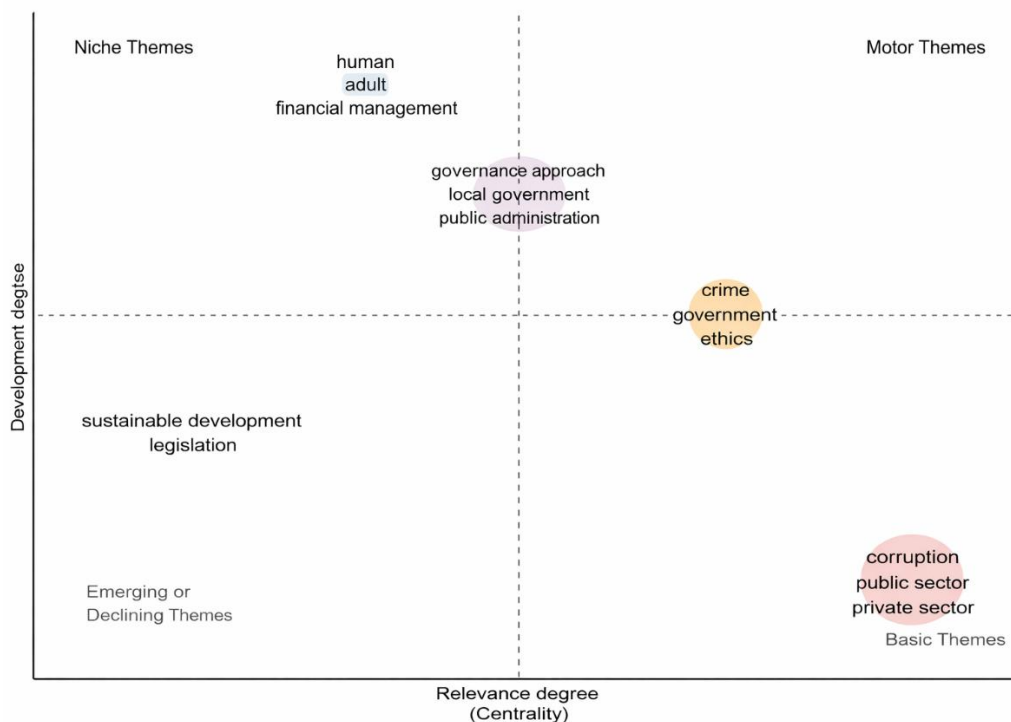 Niche Themes
Motor Themes
human
adult
financial management
governance approach
local government
public administration
crime
government
ethics
Development degtse
sustainable development
legislation
Emerging or
Declining Themes
corruption
public sector
private sector
Basic Themes
Relevance degree
(Centrality)